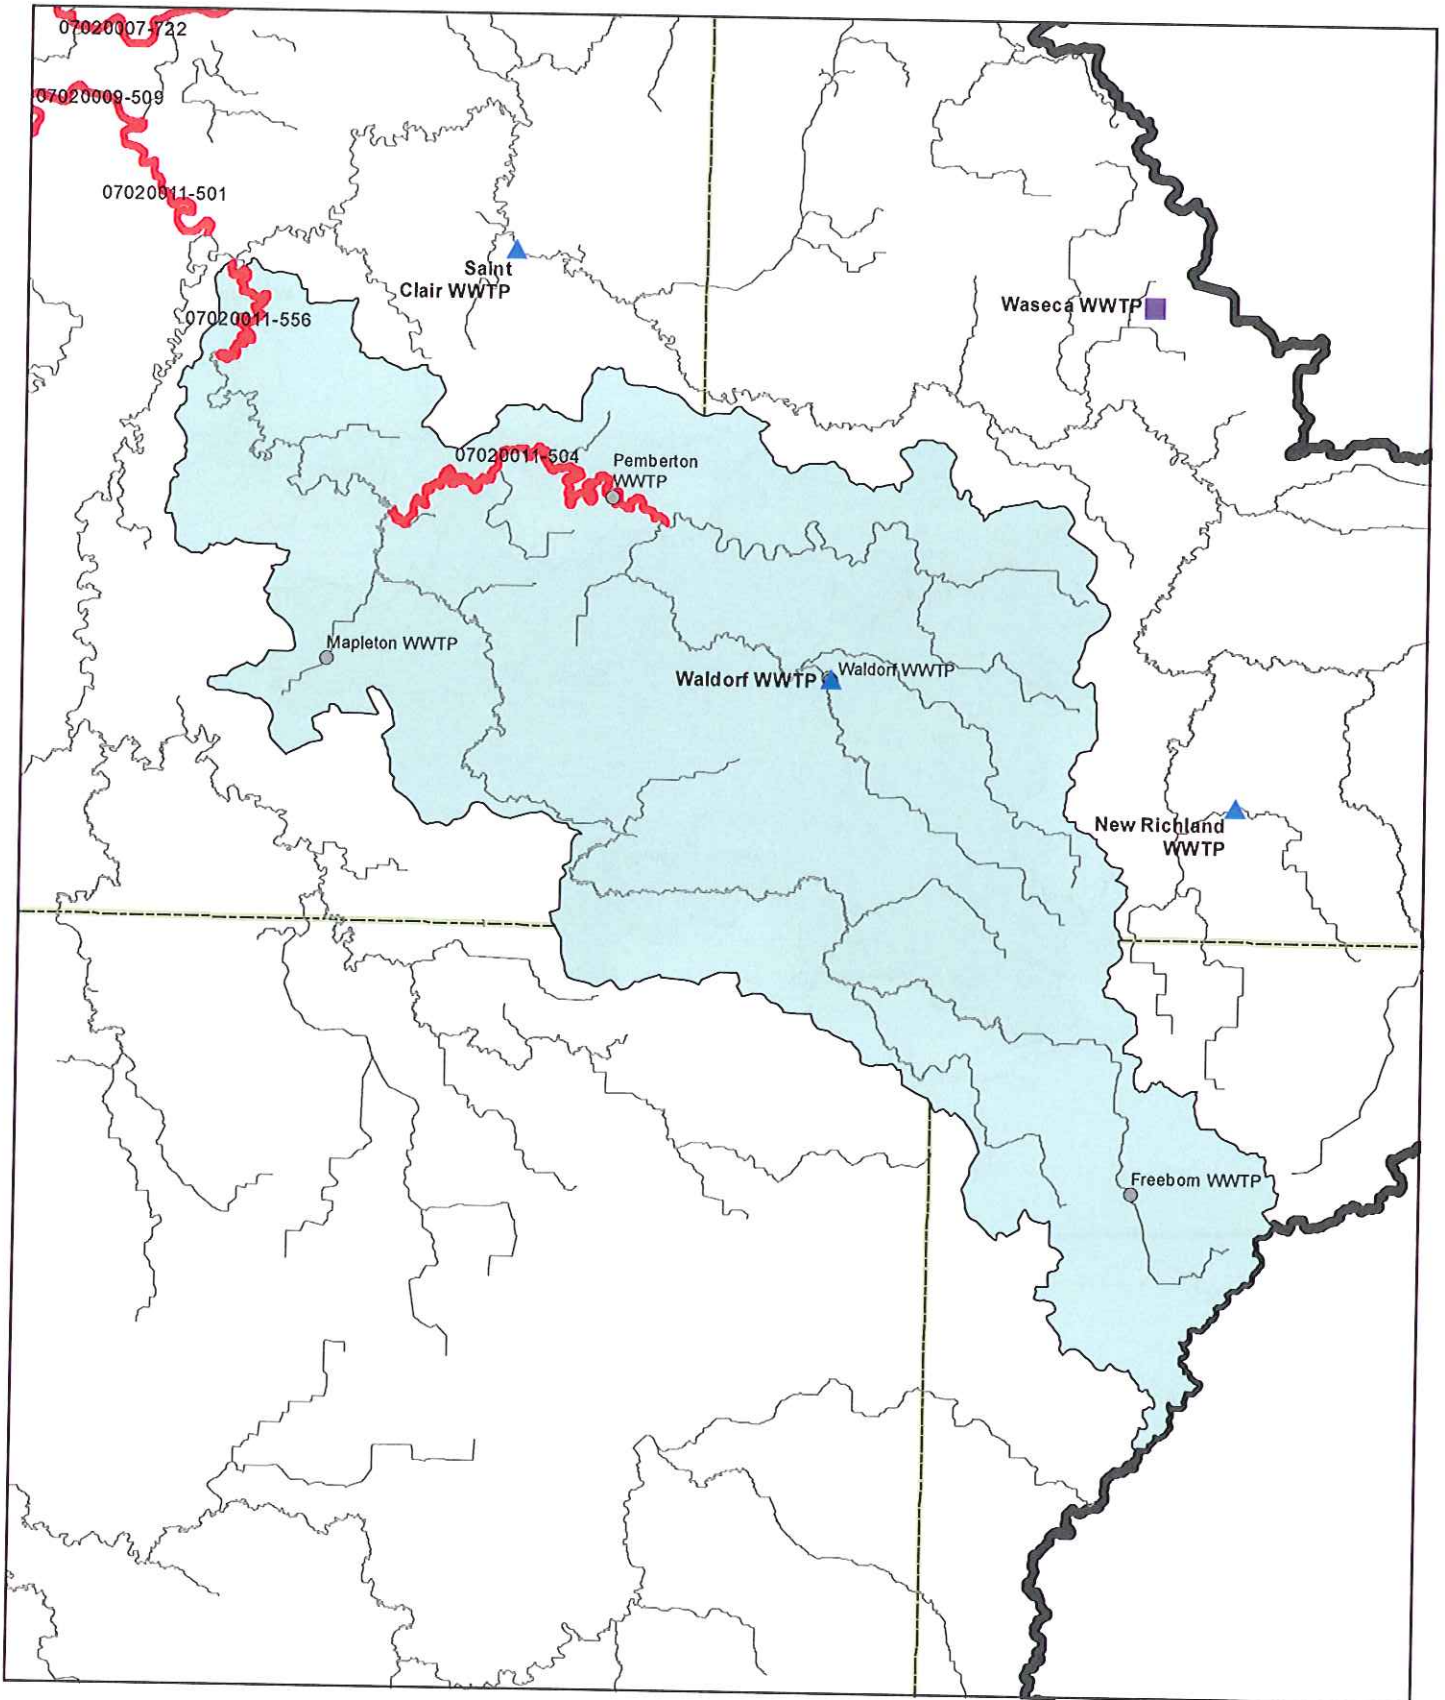 07020007-722
07020009-509
07020011-501
Saint
Clair WWTP
Waseca WWTP
07020011-556
07020011-504
Pemberton
WWTP
Mapleton WWTP
Waldorf WWTP
Waldorf WWTP
New Richland
WWTP
Freeborn WWTP